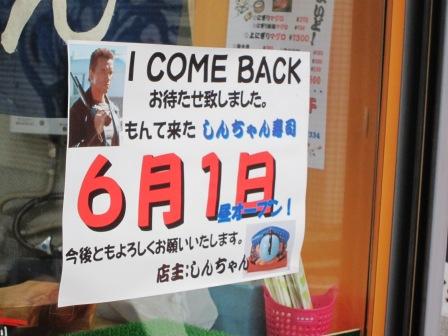 I COME BACK
お待たせ致しました。
もんて来た しんちゃん寿司
6月1日
昼オープン！
今後ともよろしくお願いいたします。
店主：しんちゃん